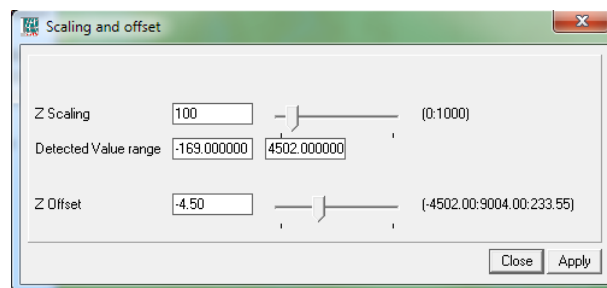 Scaling and offset
Z Scaling 100 (0:1000)
Detected Value range -169.000000 4502.000000
Z Offset -4.50 (-4502.00:9004.00:233.55)
Close Apply